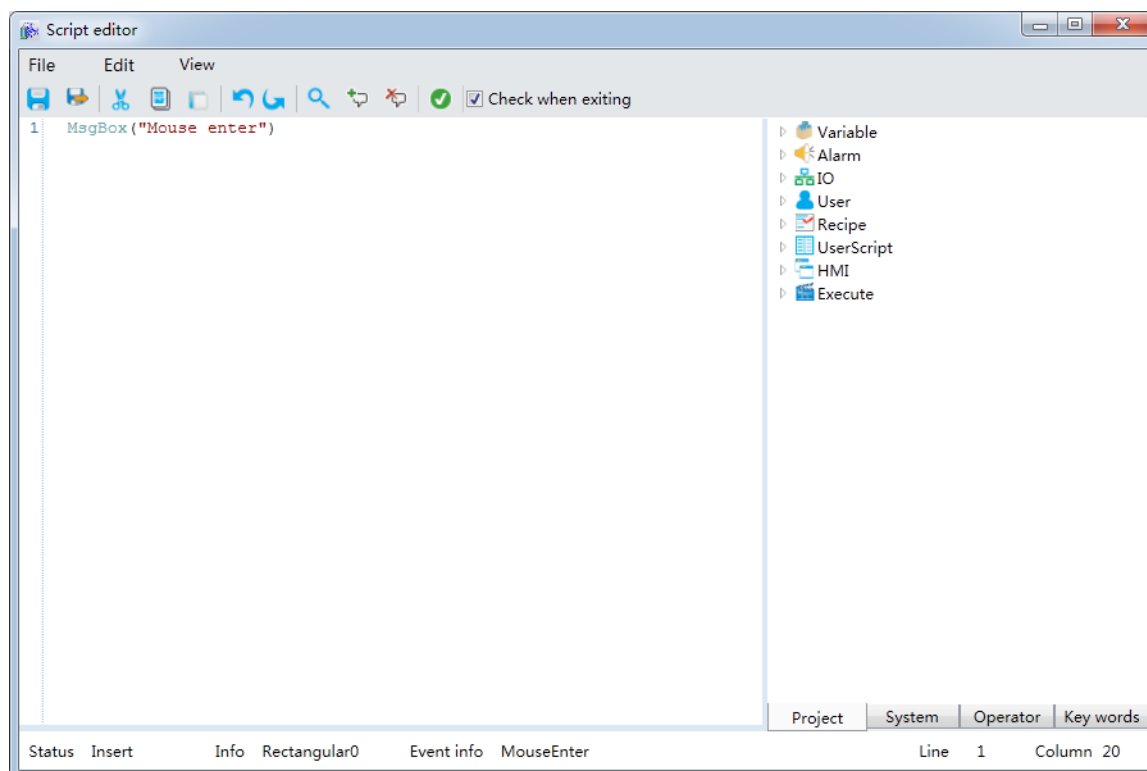 Script editor
File Edit View
Check when exiting
1 MsgBox("Mouse enter")
Variable
Alarm
IO
User
Recipe
UserScript
HMI
Execute
Project System Operator Key words
Status Insert Info Rectangular0 Event info MouseEnter Line 1 Column 20